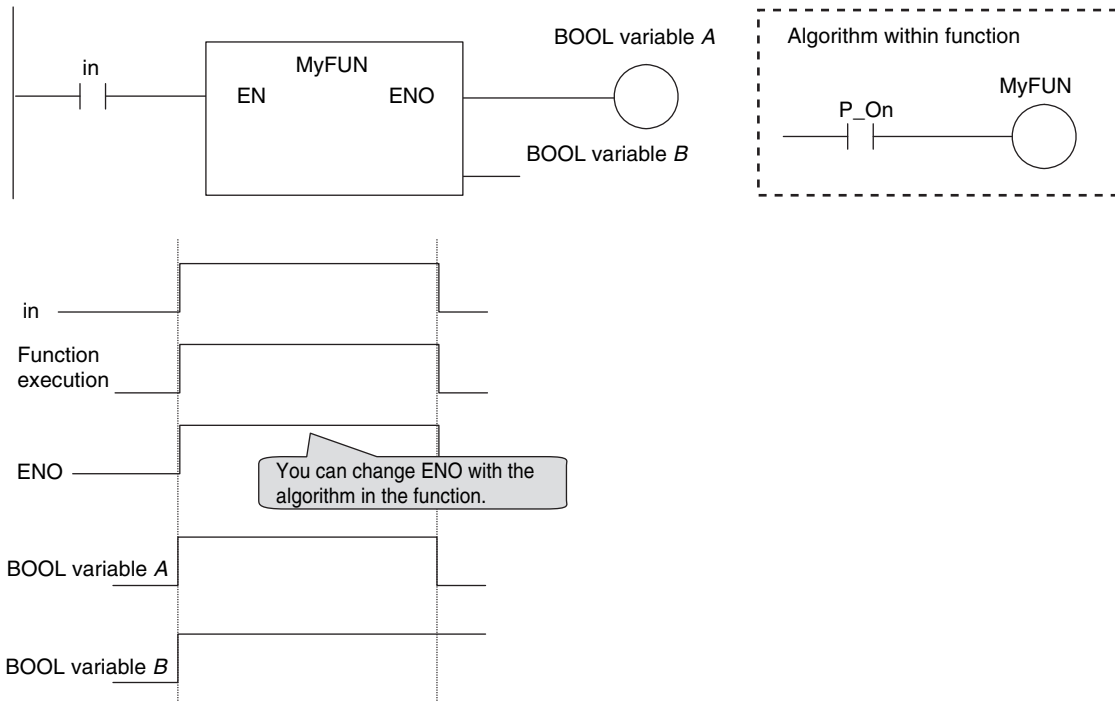 BOOL variable A
in
MyFUN
EN ENO
BOOL variable B
Algorithm within function
MyFUN
P_On
in
Function
execution
ENO
You can change ENO with the
algorithm in the function.
BOOL variable A
BOOL variable B